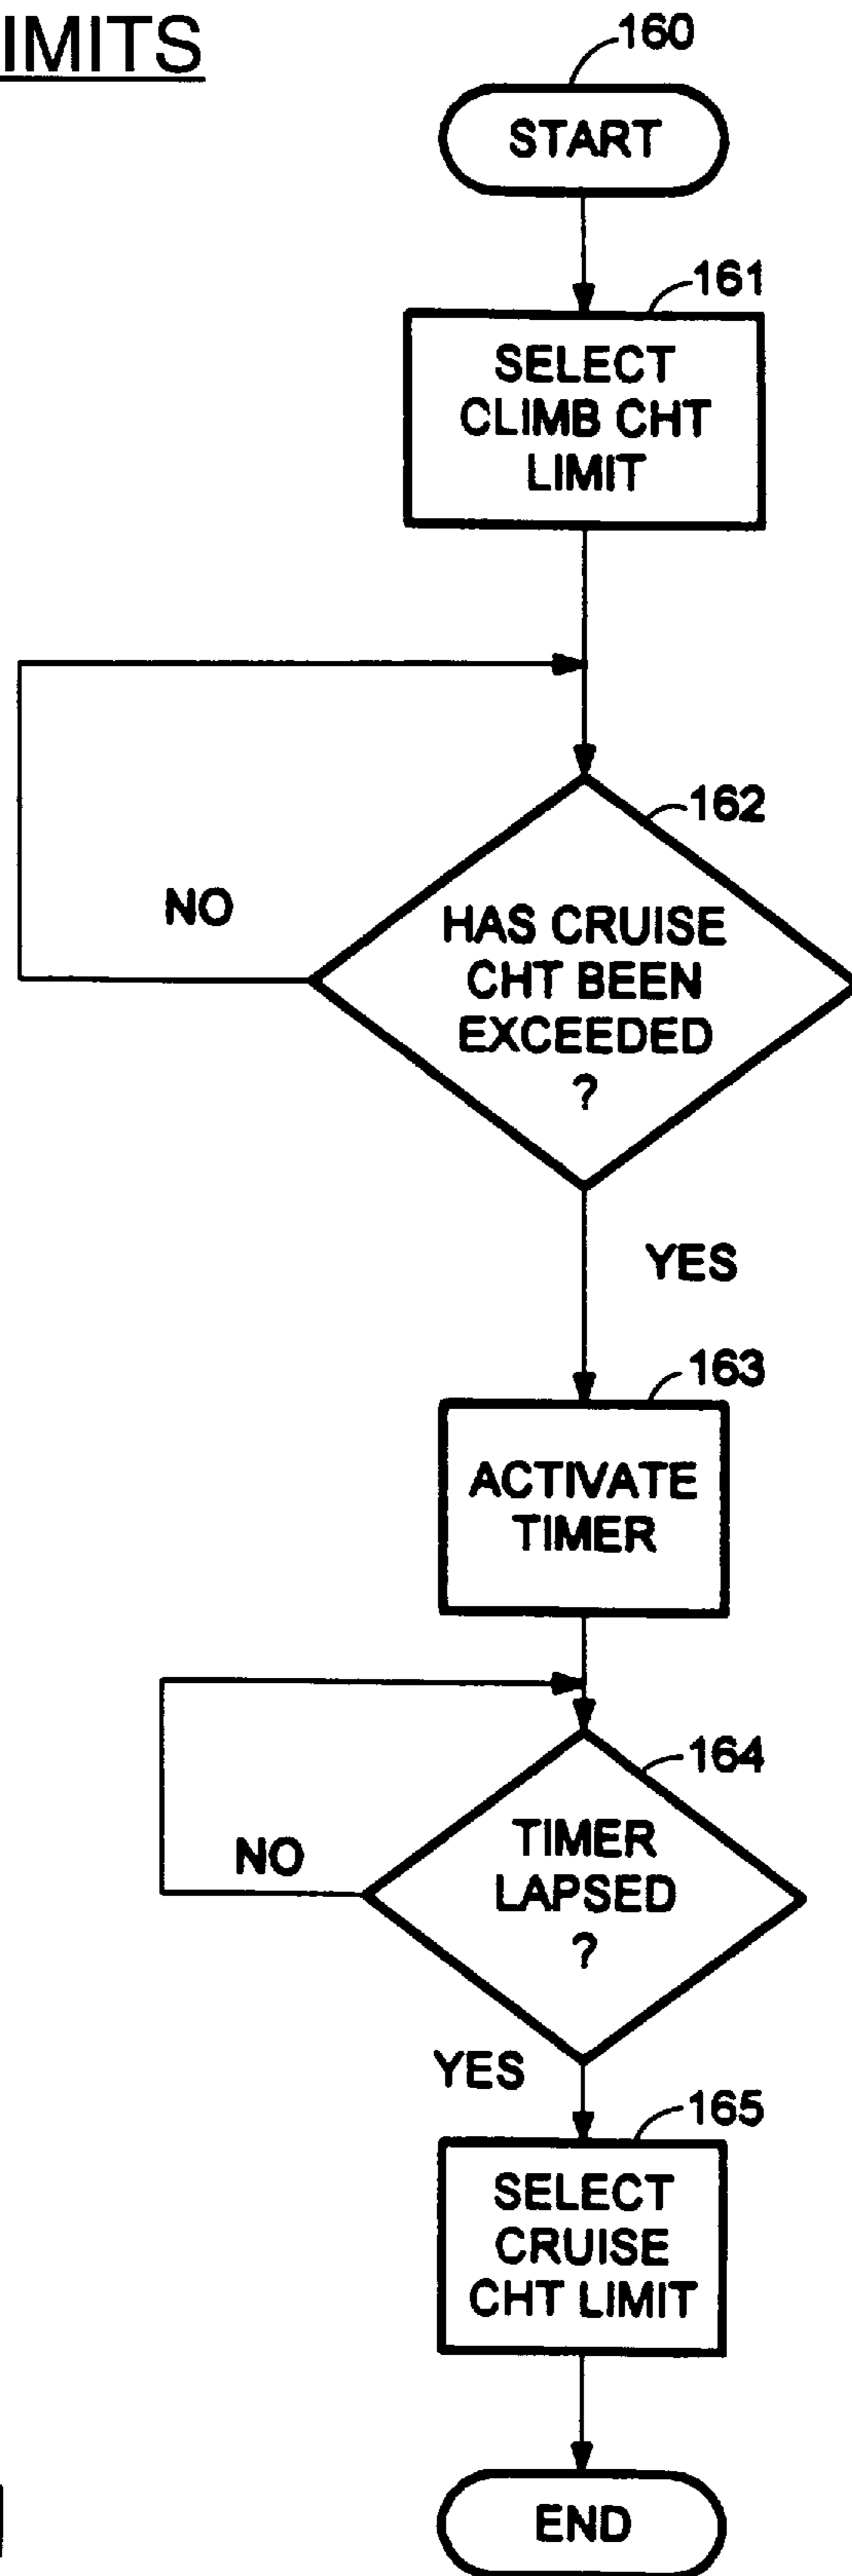 IMITS
160
START
161
SELECT
CLIMB CHT
LIMIT
162
NO
HAS CRUISE
CHT BEEN
EXCEEDED
?
YES
163
ACTIVATE
TIMER
164
NO
TIMER
LAPSED
?
YES
165
SELECT
CRUISE
CHT LIMIT
END